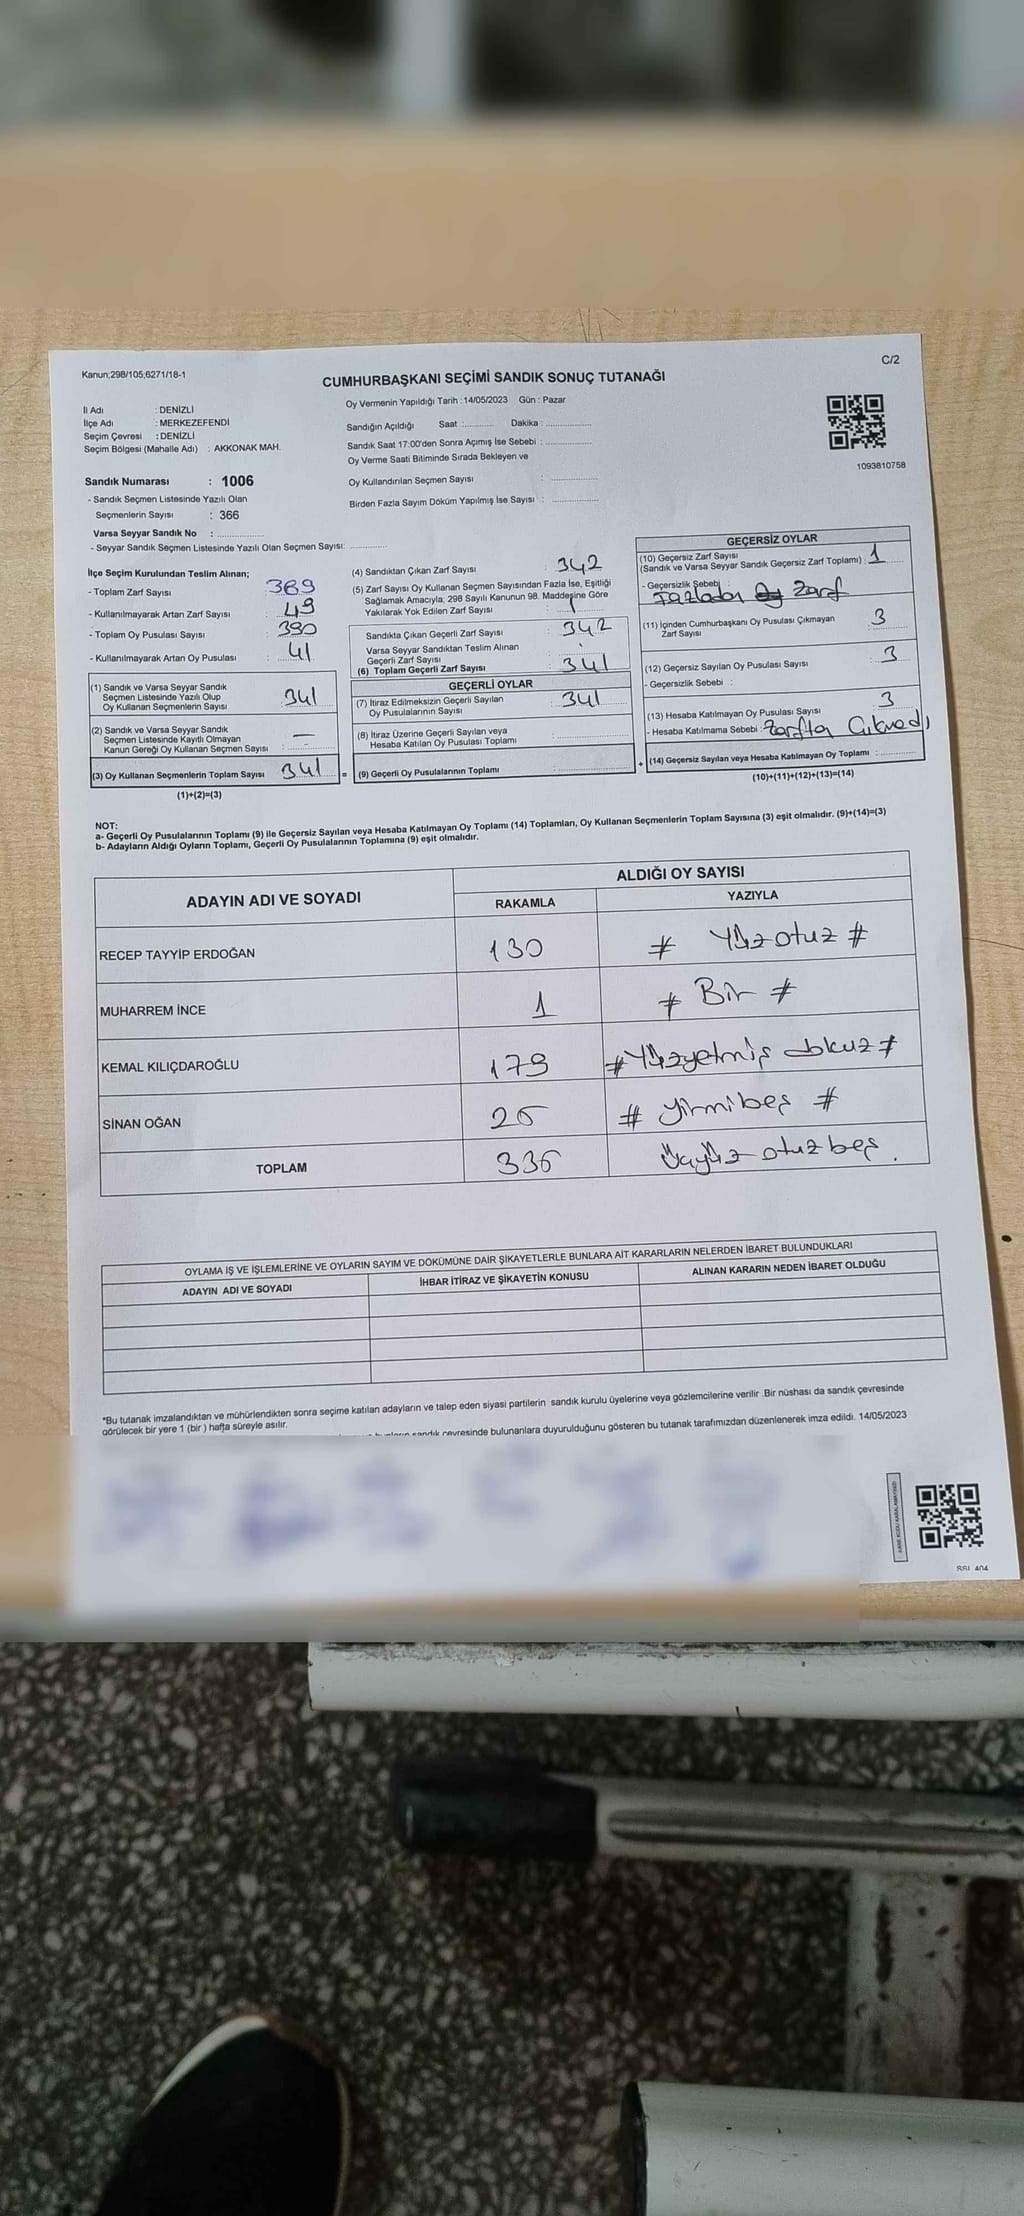 C/2
Kanun;298/105;6271/18-1
CUMHURBAŞKANI SEÇİMİ SANDIK SONUÇ TUTANAĞI
İl Adı : DENİZLİ
İlçe Adı : MERKEZEFENDİ
Seçim Çevresi : DENİZLİ
Seçim Bölgesi (Mahalle Adı) : AKKONAK MAH.
Oy Vermenin Yapıldığı Tarih : 14/05/2023 Gün : Pazar
Sandığın Açıldığı Saat :.......... Dakika : ..............
Sandık Saat 17:00'den Sonra Açımış İse Sebebi : ..............
Oy Verme Saati Bitiminde Sırada Bekleyen ve
Oy Kullandırılan Seçmen Sayısı : ..............
Birden Fazla Sayım Döküm Yapılmış İse Sayısı : ..............
1093810758
Sandık Numarası : 1006
- Sandık Seçmen Listesinde Yazılı Olan
Seçmenlerin Sayısı : 366
Varsa Seyyar Sandık No : ..............
- Seyyar Sandık Seçmen Listesinde Yazılı Olan Seçmen Sayısı: ............
İlçe Seçim Kurulundan Teslim Alınan;
- Toplam Zarf Sayısı : 369
- Kullanılmayarak Artan Zarf Sayısı : 49
- Toplam Oy Pusulası Sayısı : 390
- Kullanılmayarak Artan Oy Pusulası : 41
(1) Sandık ve Varsa Seyyar Sandık
Seçmen Listesinde Yazılı Olup
Oy Kullanan Seçmenlerin Sayısı : 341
(2) Sandık ve Varsa Seyyar Sandık
Seçmen Listesinde Kayıtlı Olmayan
Kanun Gereği Oy Kullanan Seçmen Sayısı : —
(3) Oy Kullanan Seçmenlerin Toplam Sayısı 341 =
(1)+(2)=(3)
(4) Sandıktan Çıkan Zarf Sayısı : 342
(5) Zarf Sayısı Oy Kullanan Seçmen Sayısından Fazla İse, Eşitliği
Sağlamak Amacıyla; 298 Sayılı Kanunun 98. Maddesine Göre
Yakılarak Yok Edilen Zarf Sayısı : 1
Sandıkta Çıkan Geçerli Zarf Sayısı : 342
Varsa Seyyar Sandıktan Teslim Alınan
Geçerli Zarf Sayısı :
(6) Toplam Geçerli Zarf Sayısı : 341
GEÇERLİ OYLAR
(7) İtiraz Edilmeksizin Geçerli Sayılan
Oy Pusulalarının Sayısı : 341
(8) İtiraz Üzerine Geçerli Sayılan veya
Hesaba Katılan Oy Pusulası Toplamı :
(9) Geçerli Oy Pusulalarının Toplamı : +
GEÇERSİZ OYLAR
(10) Geçersiz Zarf Sayısı
(Sandık ve Varsa Seyyar Sandık Geçersiz Zarf Toplamı) : 1
- Geçersizlik Sebebi : Fazladan Oy Zarf
(11) İçinden Cumhurbaşkanı Oy Pusulası Çıkmayan
Zarf Sayısı : 3
(12) Geçersiz Sayılan Oy Pusulası Sayısı : 3
- Geçersizlik Sebebi :
(13) Hesaba Katılmayan Oy Pusulası Sayısı : 3
- Hesaba Katılmama Sebebi : Zarfta Çıkmadı
(14) Geçersiz Sayılan veya Hesaba Katılmayan Oy Toplamı : ..........
(10)+(11)+(12)+(13)=(14)
NOT:
a- Geçerli Oy Pusulalarının Toplamı (9) ile Geçersiz Sayılan veya Hesaba Katılmayan Oy Toplamı (14) Toplamları, Oy Kullanan Seçmenlerin Toplam Sayısına (3) eşit olmalıdır. (9)+(14)=(3)
b- Adayların Aldığı Oyların Toplamı, Geçerli Oy Pusulalarının Toplamına (9) eşit olmalıdır.
ADAYIN ADI VE SOYADI
ALDIĞI OY SAYISI
RAKAMLA YAZIYLA
RECEP TAYYİP ERDOĞAN 130 # Yüzotuz #
MUHARREM İNCE 1 # Bir #
KEMAL KILIÇDAROĞLU 179 # Yüzyetmiş dokuz #
SİNAN OĞAN 25 # yirmibeş #
TOPLAM 335 Üçyüz otuzbeş.
OYLAMA İŞ VE İŞLEMLERİNE VE OYLARIN SAYIM VE DÖKÜMÜNE DAİR ŞİKAYETLERLE BUNLARA AİT KARARLARIN NELERDEN İBARET BULUNDUKLARI
ADAYIN ADI VE SOYADI İHBAR İTİRAZ VE ŞİKAYETİN KONUSU ALINAN KARARIN NEDEN İBARET OLDUĞU
*Bu tutanak imzalandıktan ve mühürlendikten sonra seçime katılan adayların ve talep eden siyasi partilerin sandık kurulu üyelerine veya gözlemcilerine verilir .Bir nüshası da sandık çevresinde
görülecek bir yere 1 (bir ) hafta süreyle asılır.
sandık çevresinde bulunanlara duyurulduğunu gösteren bu tutanak tarafımızdan düzenlenerek imza edildi. 14/05/2023